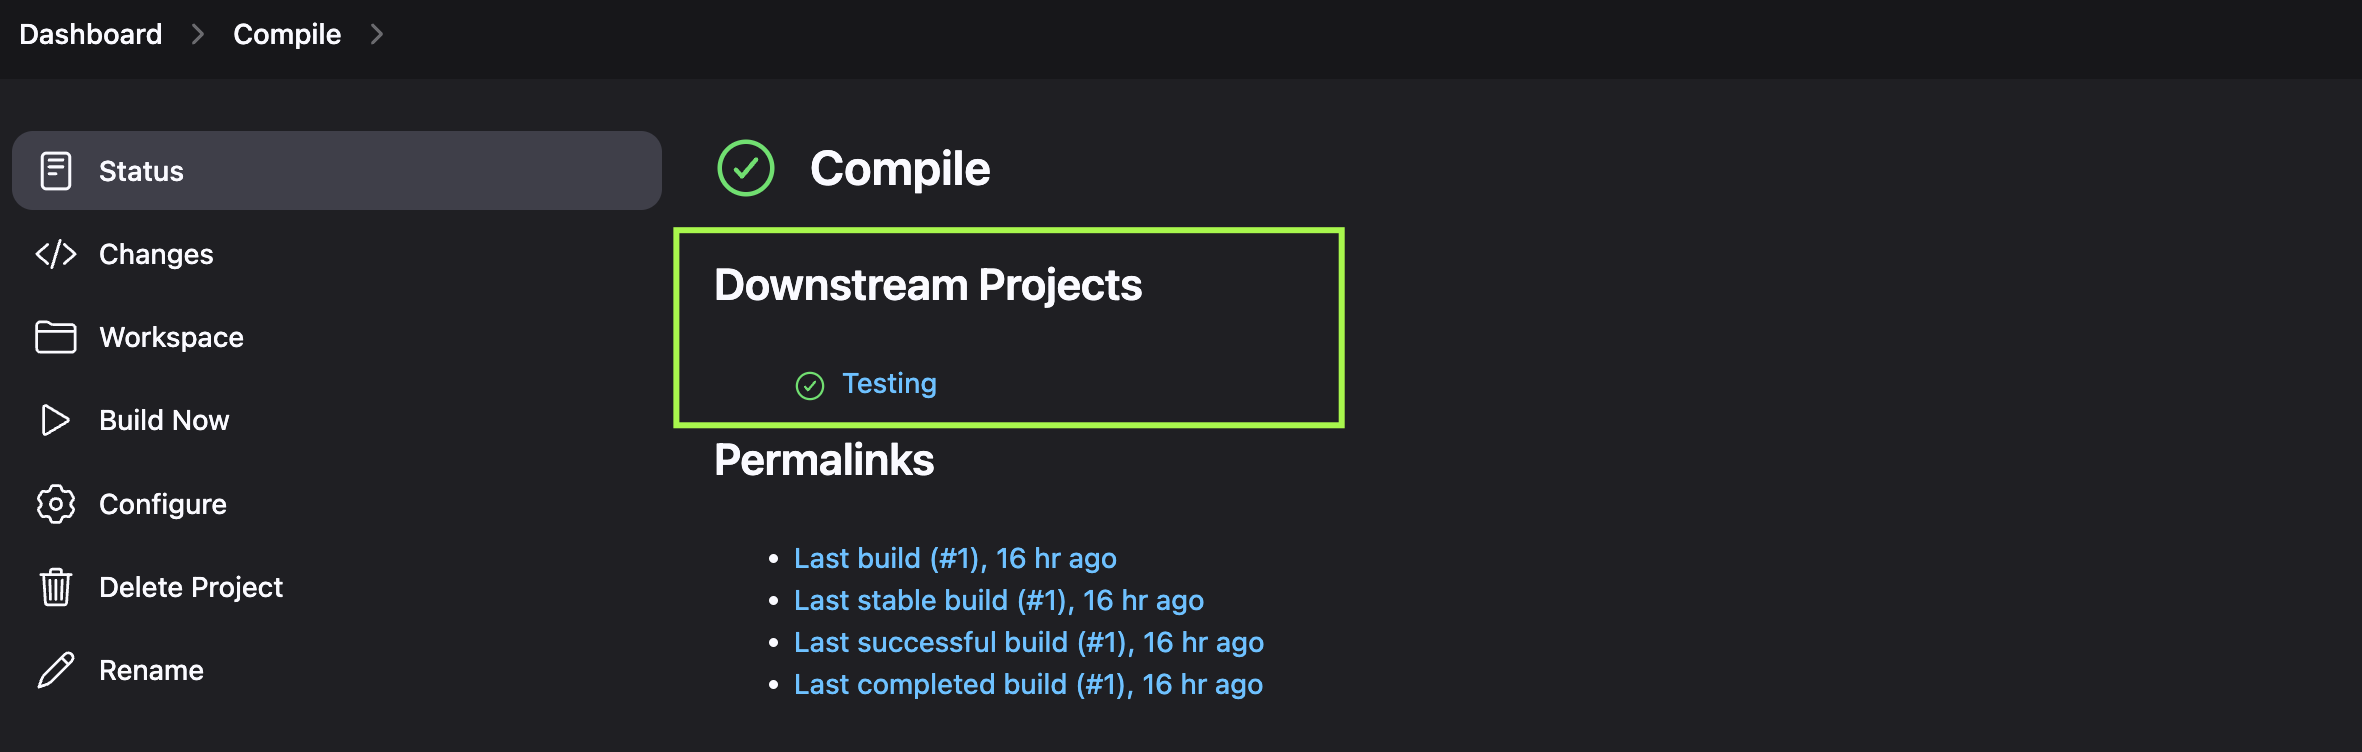 Dashboard > Compile >
Status
Changes
Workspace
Build Now
Configure
Delete Project
Rename
Compile
Downstream Projects
Testing
Permalinks
• Last build (#1), 16 hr ago
• Last stable build (#1), 16 hr ago
• Last successful build (#1), 16 hr ago
• Last completed build (#1), 16 hr ago